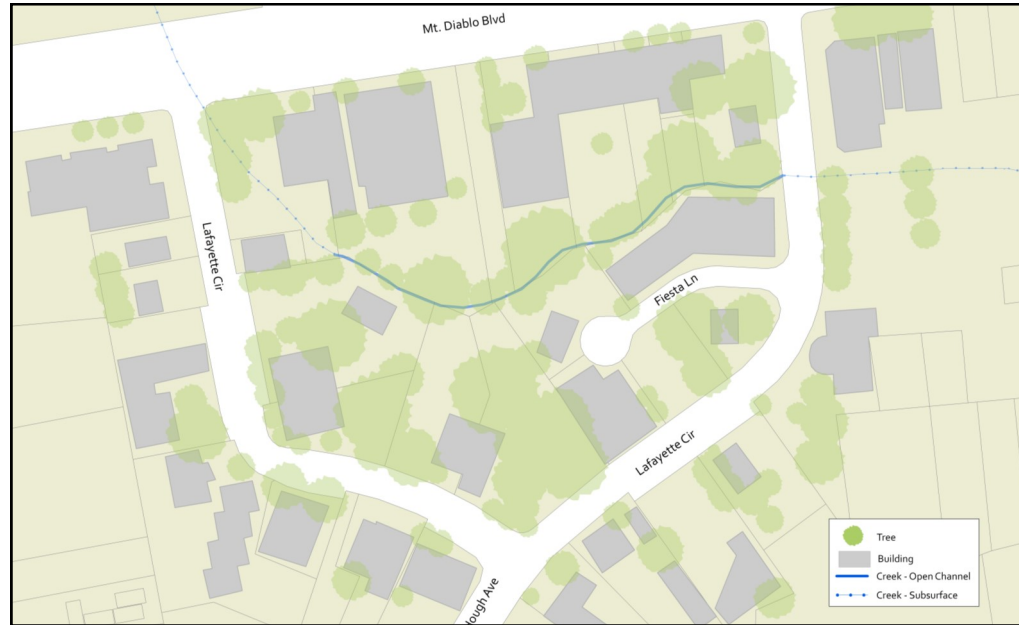 Mt. Diablo Blvd
Lafayette Cir
Fiesta Ln
Lafayette Cir
Hough Ave
Tree
Building
Creek - Open Channel
Creek - Subsurface